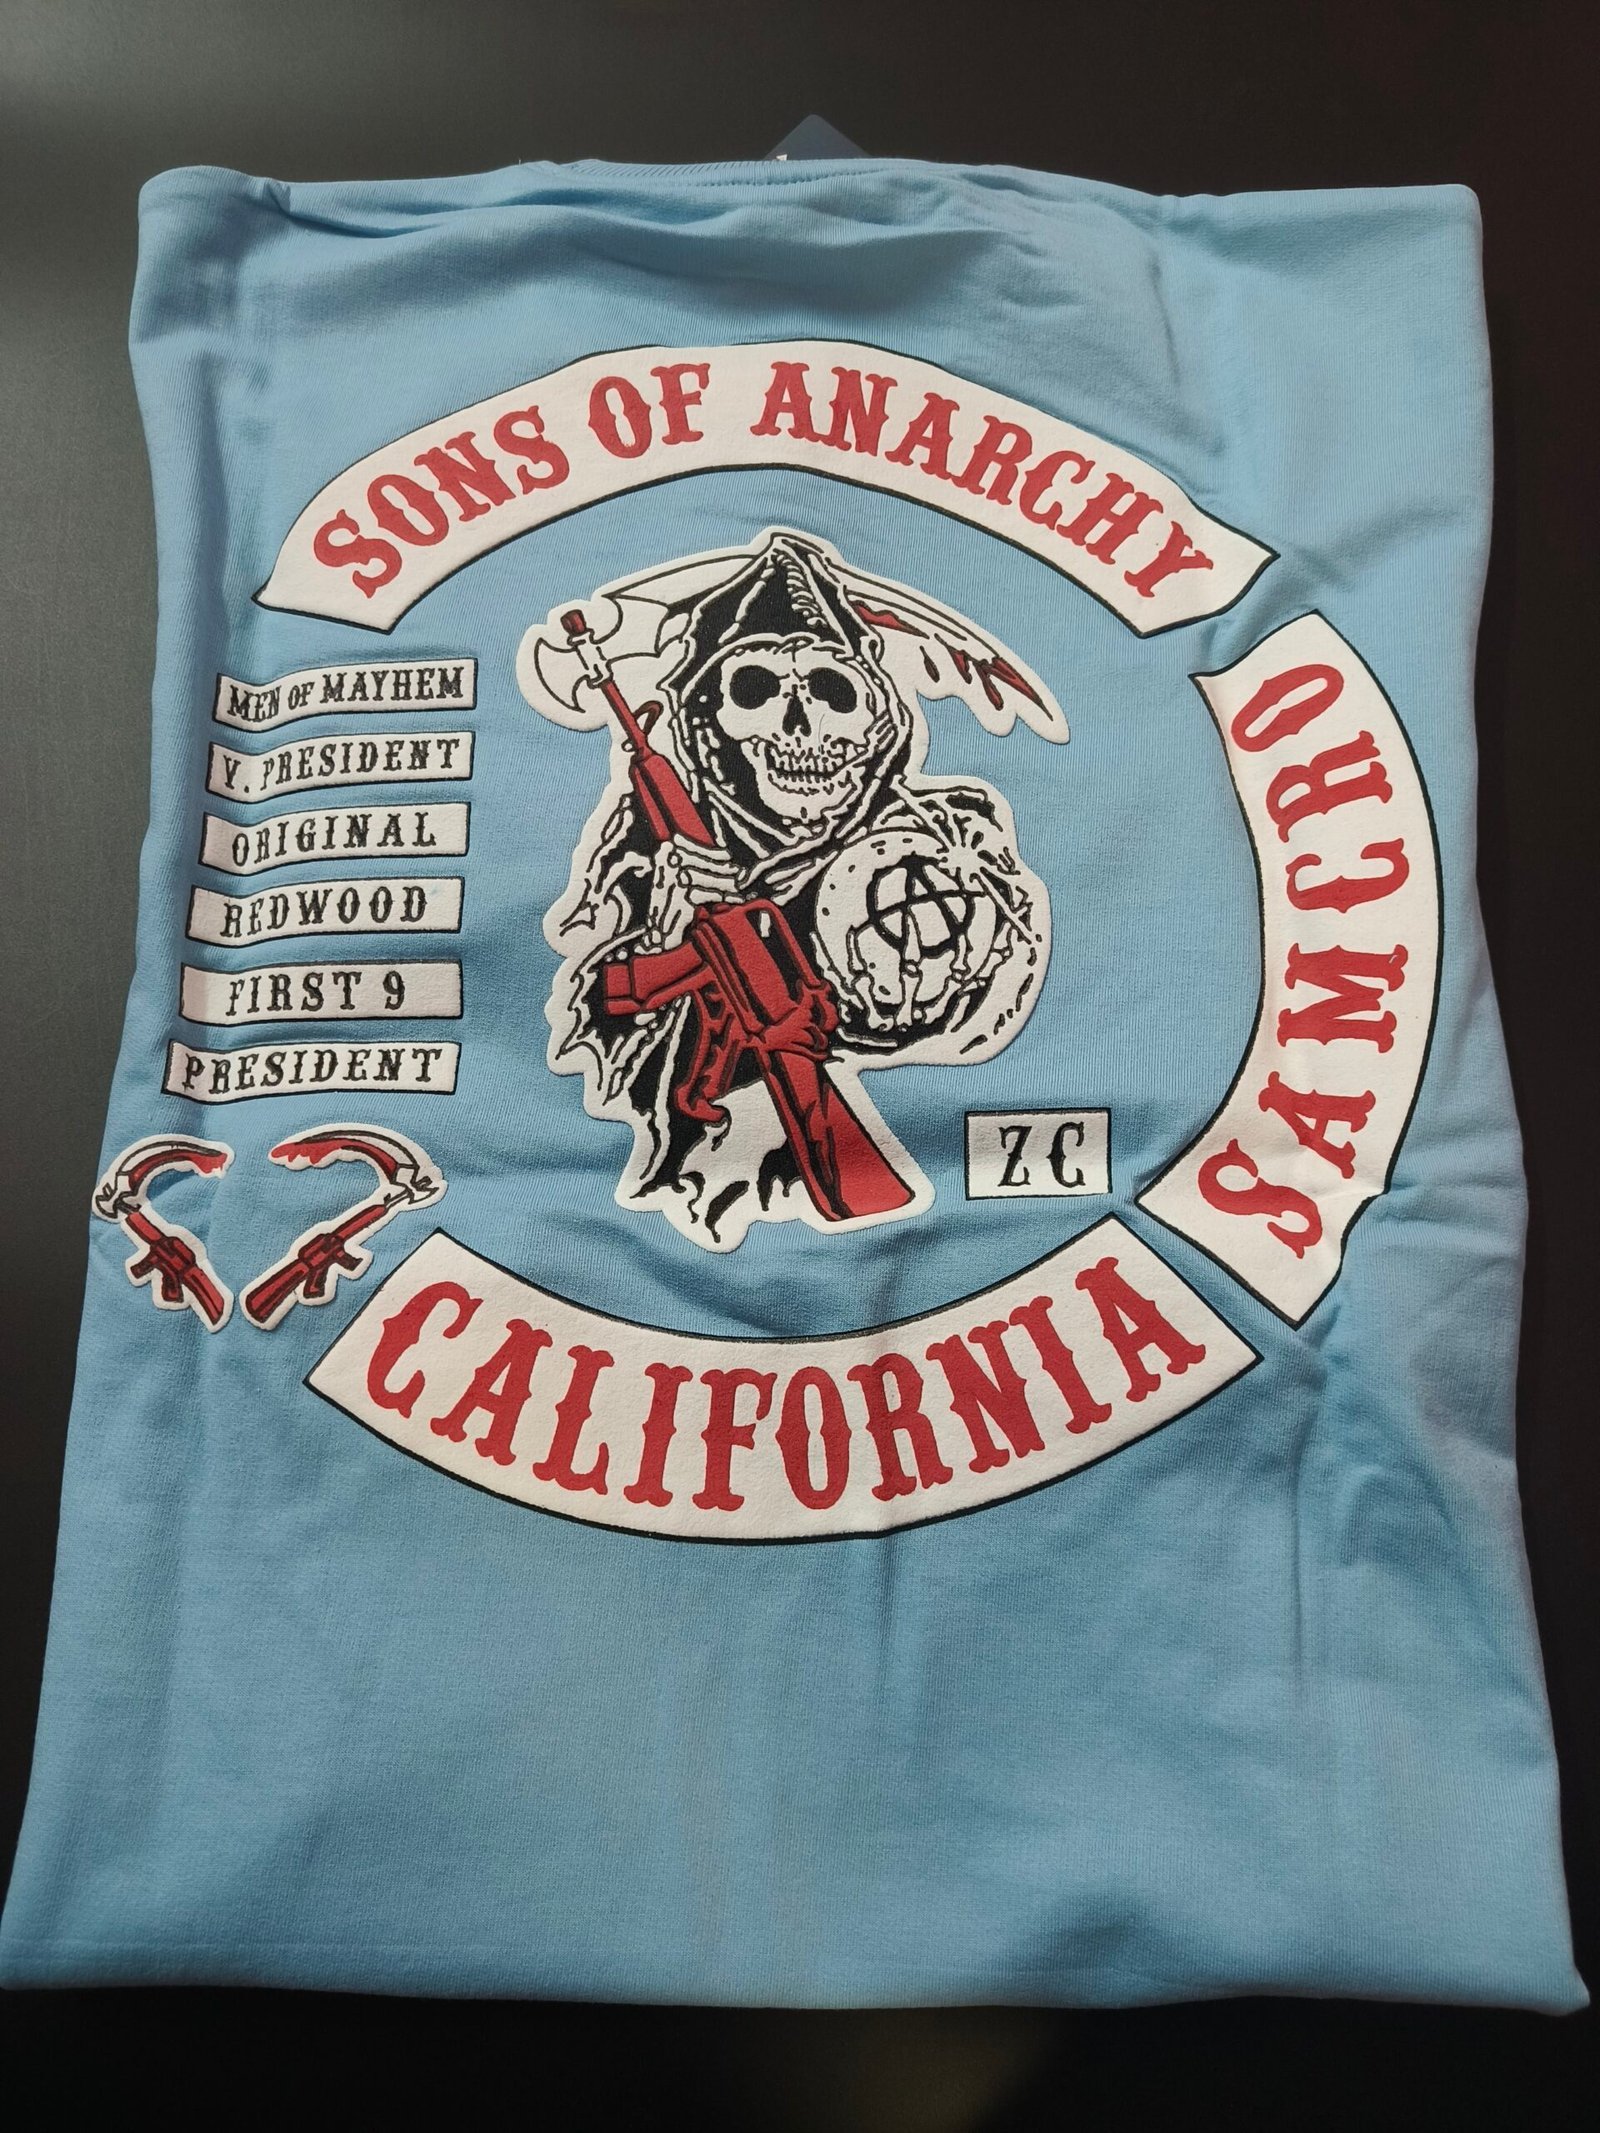 SONS OF ANARCHY
MEN OF MAYHEM
V. PRESIDENT
ORIGINAL
REDWOOD
FIRST 9
PRESIDENT
A
SAMCRO
ZC
CALIFORNIA